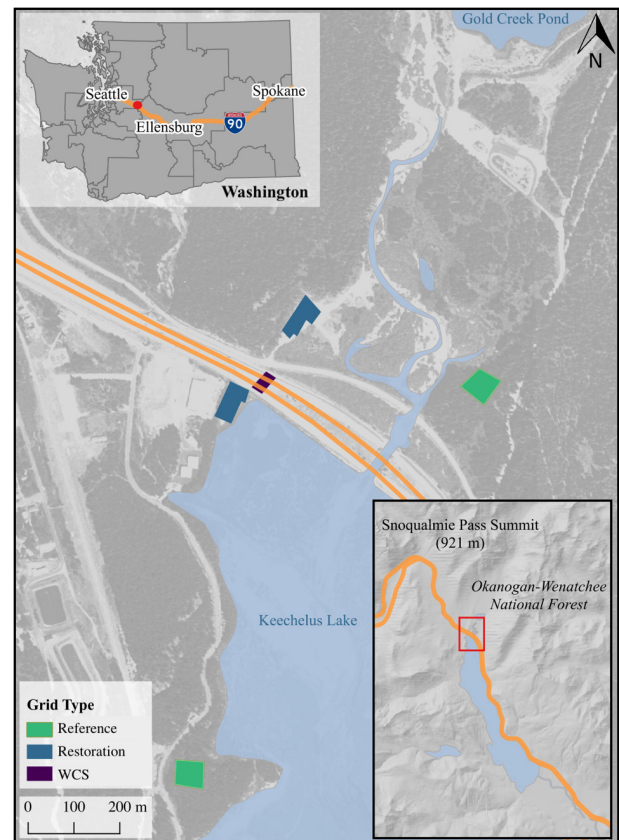 Gold Creek Pond
N
Seattle
Spokane
Ellensburg
90
Washington
Snoqualmie Pass Summit
(921 m)
Okanogan-Wenatchee
National Forest
Keechelus Lake
Grid Type
Reference
Restoration
WCS
0 100 200 m